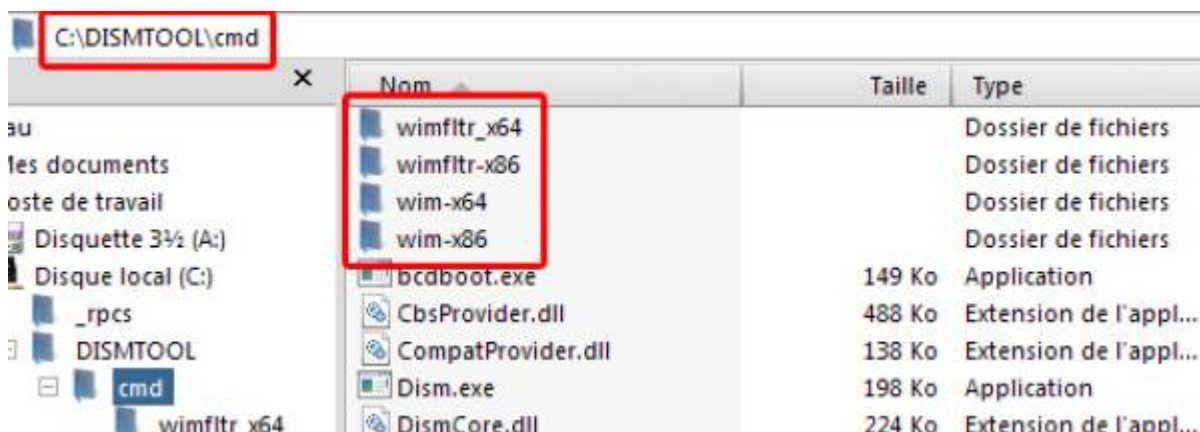 C:\DISMTOOL\cmd
Nom Taille Type
au
Mes documents
oste de travail
Disquette 3½ (A:)
Disque local (C:)
_rpcs
DISMTOOL
cmd
wimfltr_x64
wimfltr_x64 Dossier de fichiers
wimfltr-x86 Dossier de fichiers
wim-x64 Dossier de fichiers
wim-x86 Dossier de fichiers
bcdboot.exe 149 Ko Application
CbsProvider.dll 488 Ko Extension de l'appl...
CompatProvider.dll 138 Ko Extension de l'appl...
Dism.exe 198 Ko Application
DismCore.dll 224 Ko Extension de l'appl...